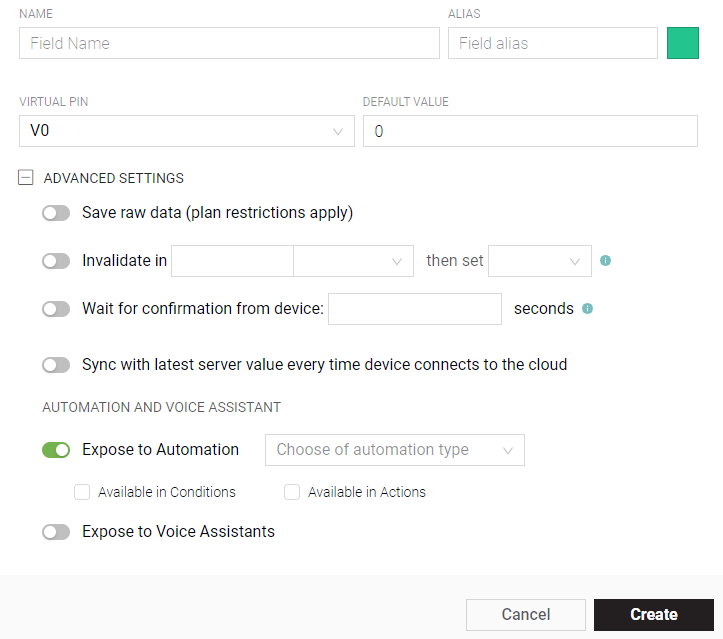 NAME ALIAS
Field Name Field alias
VIRTUAL PIN DEFAULT VALUE
V0 0
ADVANCED SETTINGS
Save raw data (plan restrictions apply)
Invalidate in then set
Wait for confirmation from device: seconds
Sync with latest server value every time device connects to the cloud
AUTOMATION AND VOICE ASSISTANT
Expose to Automation Choose of automation type
Available in Conditions Available in Actions
Expose to Voice Assistants
Cancel Create